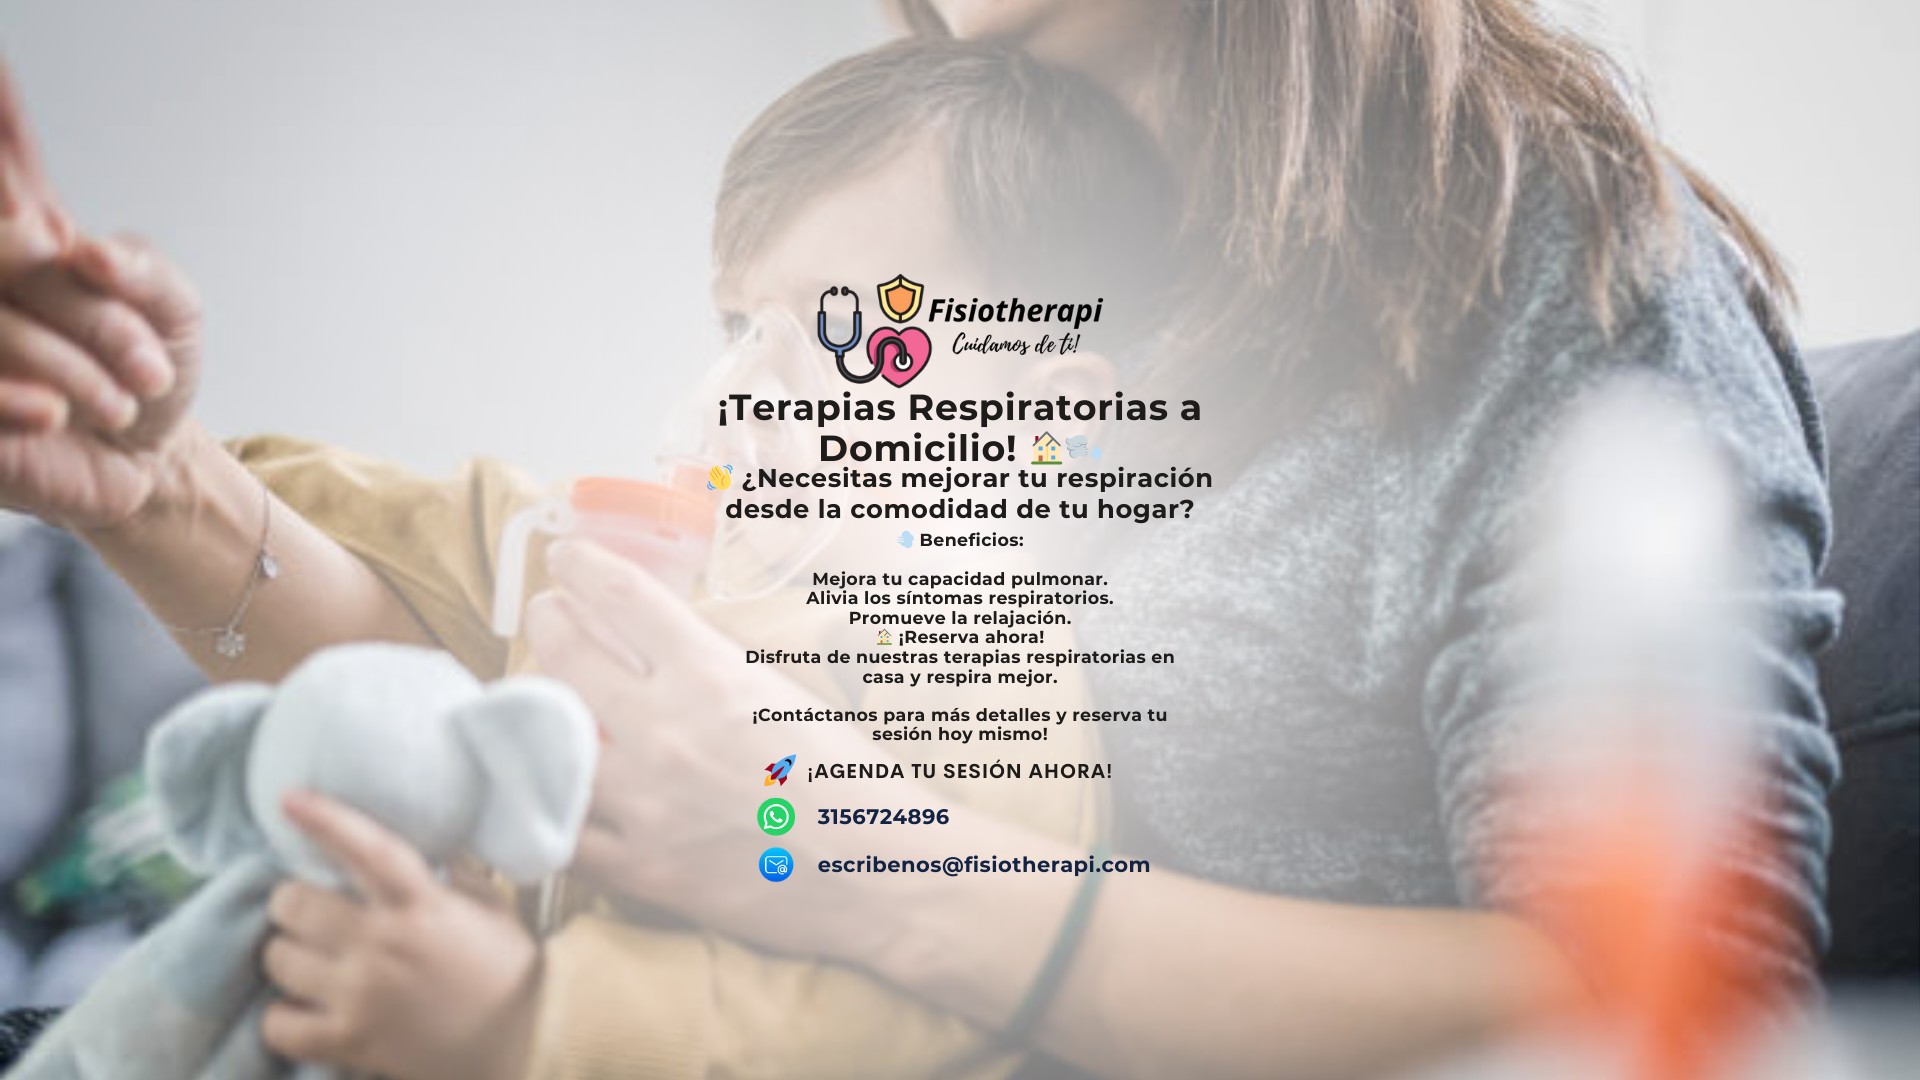 Fisiotherapi
Cuidamos de ti!
¡Terapias Respiratorias a
Domicilio! 🏠💨
👋 ¿Necesitas mejorar tu respiración
desde la comodidad de tu hogar?
🗣️ Beneficios:
Mejora tu capacidad pulmonar.
Alivia los síntomas respiratorios.
Promueve la relajación.
🏠 ¡Reserva ahora!
Disfruta de nuestras terapias respiratorias en
casa y respira mejor.
¡Contáctanos para más detalles y reserva tu
sesión hoy mismo!
🚀 ¡AGENDA TU SESIÓN AHORA!
3156724896
escribenos@fisiotherapi.com